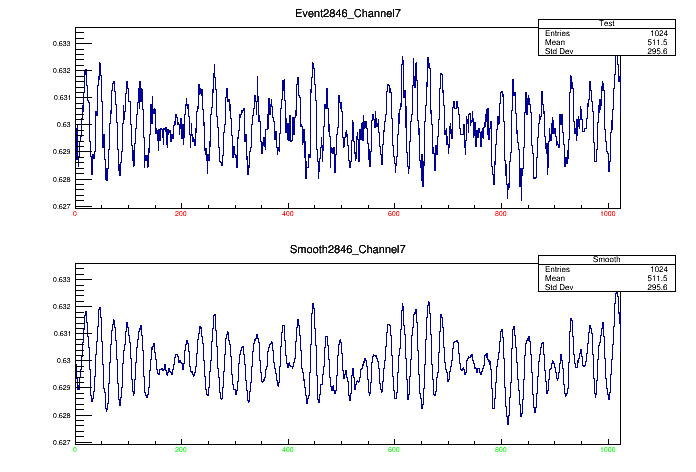 Event2846_Channel7
Test
Entries 1024
Mean 511.5
Std Dev 295.6
0.633
0.632
0.631
0.63
0.629
0.628
0.627
0 200 400 600 800 1000
Smooth2846_Channel7
Smooth
Entries 1024
Mean 511.5
Std Dev 295.6
0.633
0.632
0.631
0.63
0.629
0.628
0.627
0 200 400 600 800 1000